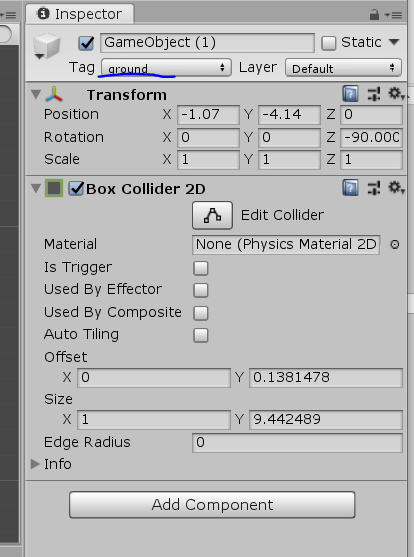 Inspector
GameObject (1) Static
Tag ground Layer Default
Transform
Position X -1.07 Y -4.14 Z 0
Rotation X 0 Y 0 Z -90.000
Scale X 1 Y 1 Z 1
Box Collider 2D
Edit Collider
Material None (Physics Material 2D
Is Trigger
Used By Effector
Used By Composite
Auto Tiling
Offset
X 0 Y 0.1381478
Size
X 1 Y 9.442489
Edge Radius 0
Info
Add Component